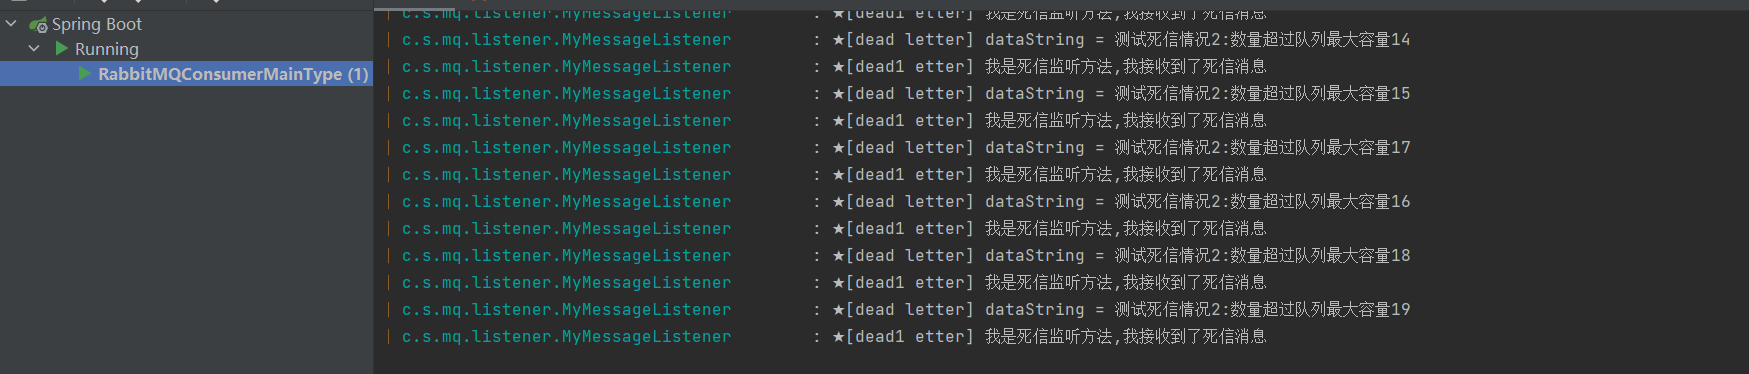 Spring Boot
Running
RabbitMQConsumerMainType (1)
| c.s.mq.listener.MyMessageListener : ★[dead1 etter] 我是死信监听方法,我接收到了死信消息
| c.s.mq.listener.MyMessageListener : ★[dead letter] dataString = 测试死信情况2:数量超过队列最大容量14
| c.s.mq.listener.MyMessageListener : ★[dead1 etter] 我是死信监听方法,我接收到了死信消息
| c.s.mq.listener.MyMessageListener : ★[dead letter] dataString = 测试死信情况2:数量超过队列最大容量15
| c.s.mq.listener.MyMessageListener : ★[dead1 etter] 我是死信监听方法,我接收到了死信消息
| c.s.mq.listener.MyMessageListener : ★[dead letter] dataString = 测试死信情况2:数量超过队列最大容量17
| c.s.mq.listener.MyMessageListener : ★[dead1 etter] 我是死信监听方法,我接收到了死信消息
| c.s.mq.listener.MyMessageListener : ★[dead letter] dataString = 测试死信情况2:数量超过队列最大容量16
| c.s.mq.listener.MyMessageListener : ★[dead1 etter] 我是死信监听方法,我接收到了死信消息
| c.s.mq.listener.MyMessageListener : ★[dead letter] dataString = 测试死信情况2:数量超过队列最大容量18
| c.s.mq.listener.MyMessageListener : ★[dead1 etter] 我是死信监听方法,我接收到了死信消息
| c.s.mq.listener.MyMessageListener : ★[dead letter] dataString = 测试死信情况2:数量超过队列最大容量19
| c.s.mq.listener.MyMessageListener : ★[dead1 etter] 我是死信监听方法,我接收到了死信消息